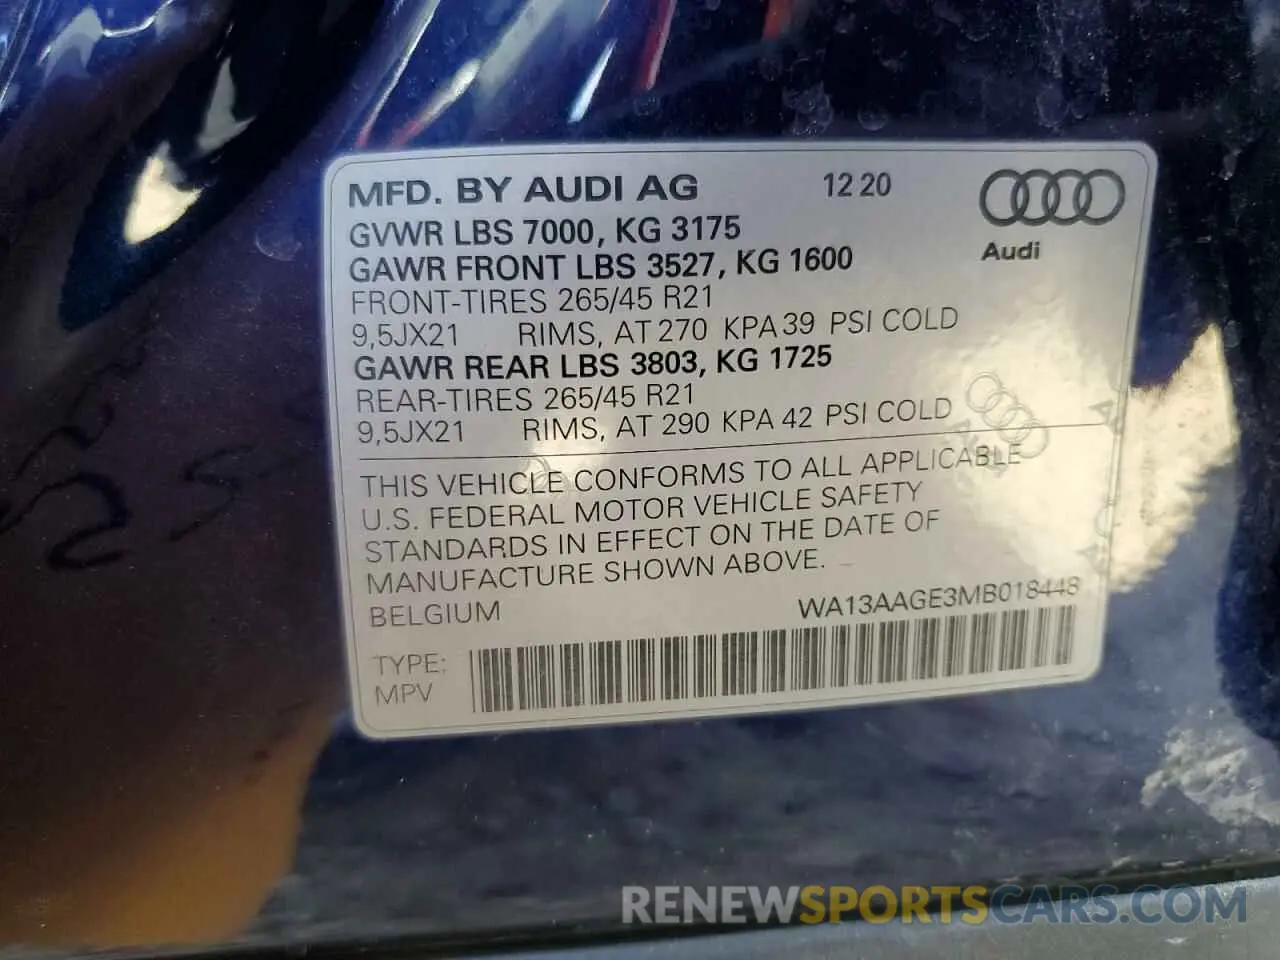 MFD. BY AUDI AG 12 20
GVWR LBS 7000, KG 3175
Audi
GAWR FRONT LBS 3527, KG 1600
FRONT-TIRES 265/45 R21
9,5JX21 RIMS, AT 270 KPA 39 PSI COLD
GAWR REAR LBS 3803, KG 1725
REAR-TIRES 265/45 R21
9,5JX21 RIMS, AT 290 KPA 42 PSI COLD
THIS VEHICLE CONFORMS TO ALL APPLICABLE
U.S. FEDERAL MOTOR VEHICLE SAFETY
STANDARDS IN EFFECT ON THE DATE OF
MANUFACTURE SHOWN ABOVE.
BELGIUM WA13AAGE3MB018448
TYPE:
MPV
RENEWSPORTSCARS.COM